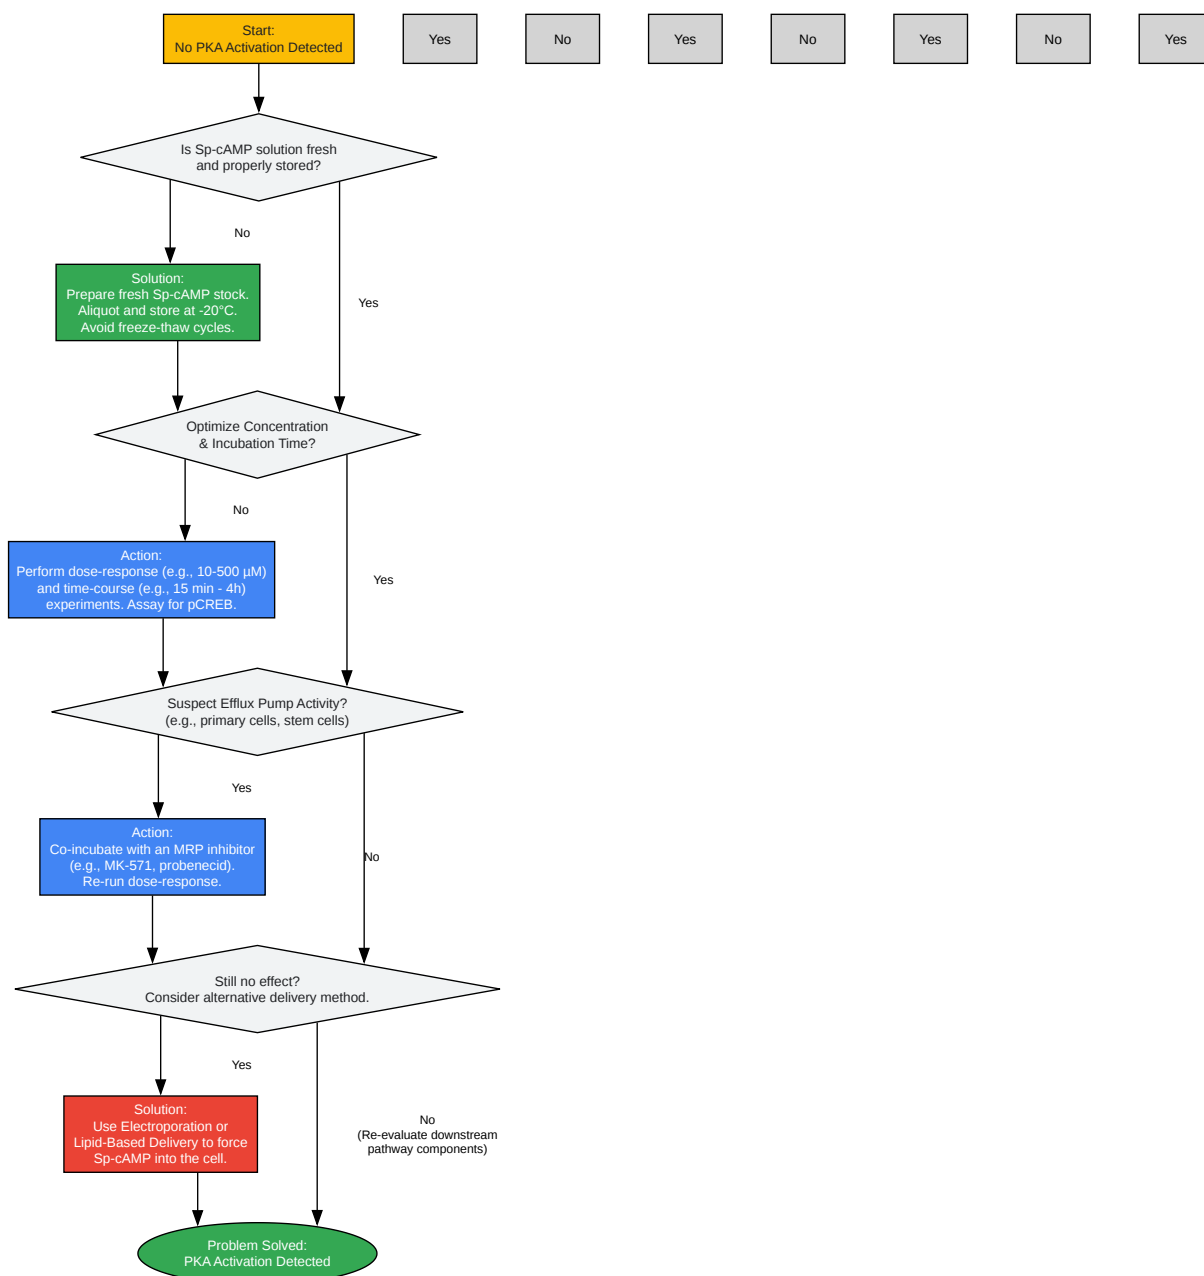 Start:
No PKA Activation Detected
Yes
No
Yes
No
Yes
No
Yes
Is Sp-cAMP solution fresh
and properly stored?
No
Yes
Solution:
Prepare fresh Sp-cAMP stock.
Aliquot and store at -20°C.
Avoid freeze-thaw cycles.
Optimize Concentration
& Incubation Time?
No
Yes
Action:
Perform dose-response (e.g., 10-500 µM)
and time-course (e.g., 15 min - 4h)
experiments. Assay for pCREB.
Suspect Efflux Pump Activity?
(e.g., primary cells, stem cells)
Yes
No
Action:
Co-incubate with an MRP inhibitor
(e.g., MK-571, probenecid).
Re-run dose-response.
Still no effect?
Consider alternative delivery method.
Yes
No
(Re-evaluate downstream
pathway components)
Solution:
Use Electroporation or
Lipid-Based Delivery to force
Sp-cAMP into the cell.
Problem Solved:
PKA Activation Detected